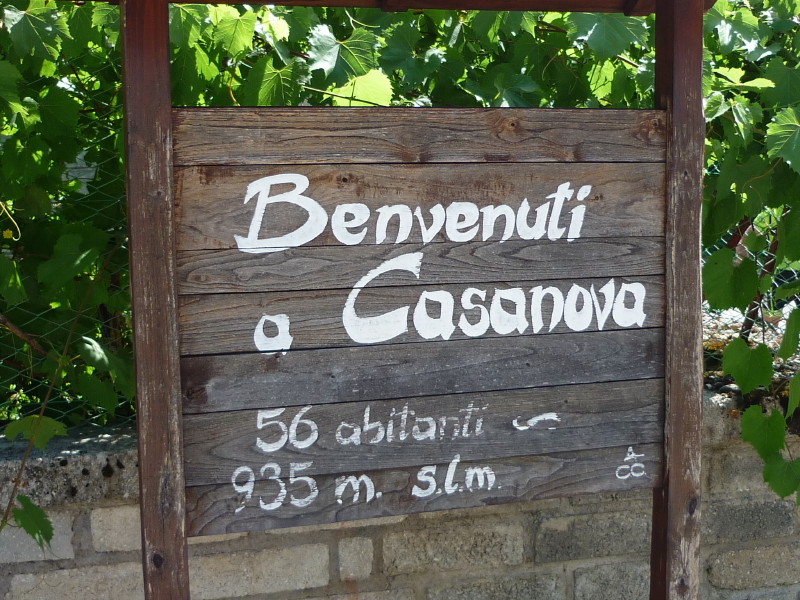 Benvenuti
a Casanova
56 abitanti ~
935 m. s.l.m.